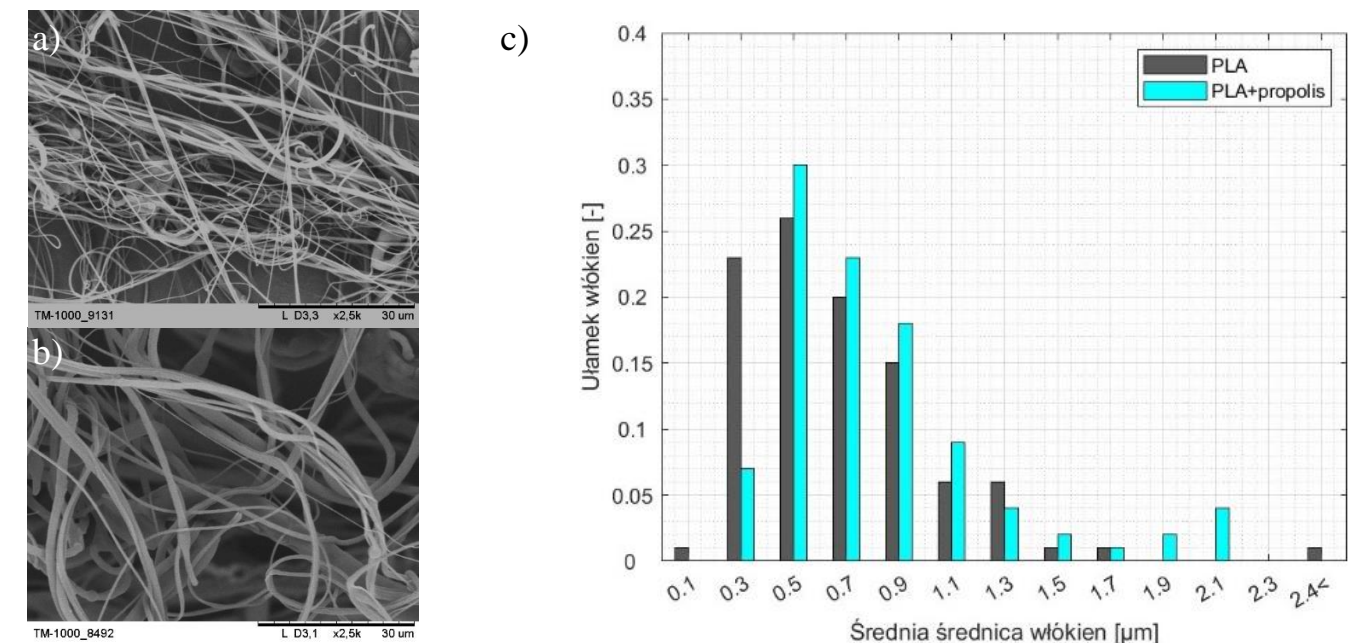 a)
TM-1000_9131 L D3,3 x2,5k 30 um
b)
TM-1000_8492 L D3,1 x2,5k 30 um
c)
PLA
PLA+propolis
Ułamek włókien [-]
0.4
0.35
0.3
0.25
0.2
0.15
0.1
0.05
0
0.1 0.3 0.5 0.7 0.9 1.1 1.3 1.5 1.7 1.9 2.1 2.3 2.4<
Średnia średnica włókien [µm]